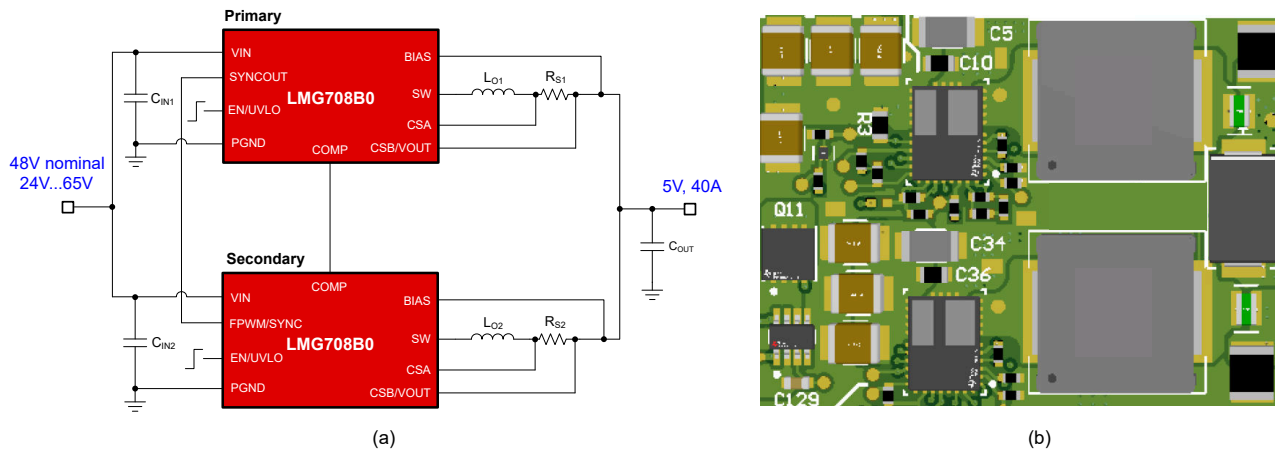 Primary
VIN
SYNCOUT
EN/UVLO
PGND
LMG708B0
COMP
BIAS
SW
CSA
CSB/VOUT
CIN1
LO1
RS1
48V nominal
24V...65V
5V, 40A
COUT
Secondary
COMP
VIN
FPWM/SYNC
EN/UVLO
PGND
LMG708B0
BIAS
SW
CSA
CSB/VOUT
CIN2
LO2
RS2
(a)
C5
C10
R3
Q11
C34
C36
C129
(b)